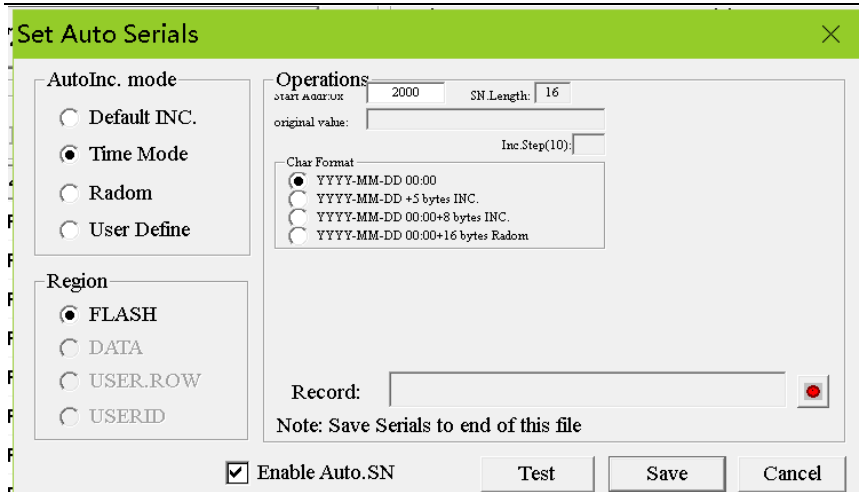 Set Auto Serials
AutoInc. mode
Default INC.
Time Mode
Radom
User Define
Region
FLASH
DATA
USER.ROW
USERID
Operations
Start Addr:0x 2000 SN.Length: 16
original value:
Inc.Step(10):
Char Format
YYYY-MM-DD 00:00
YYYY-MM-DD +5 bytes INC.
YYYY-MM-DD 00:00+8 bytes INC.
YYYY-MM-DD 00:00+16 bytes Radom
Record:
Note: Save Serials to end of this file
Enable Auto.SN Test Save Cancel